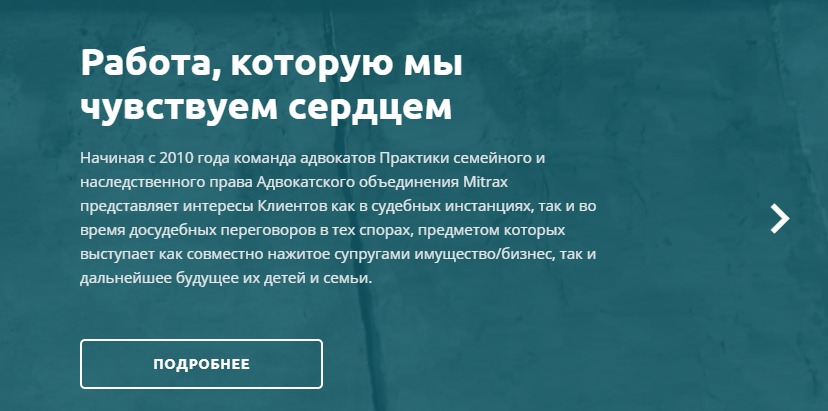 Работа, которую мы
чувствуем сердцем
Начиная с 2010 года команда адвокатов Практики семейного и
наследственного права Адвокатского объединения Mitrax
представляет интересы Клиентов как в судебных инстанциях, так и во
время досудебных переговоров в тех спорах, предметом которых
выступает как совместно нажитое супругами имущество/бизнес, так и
дальнейшее будущее их детей и семьи.
ПОДРОБНЕЕ